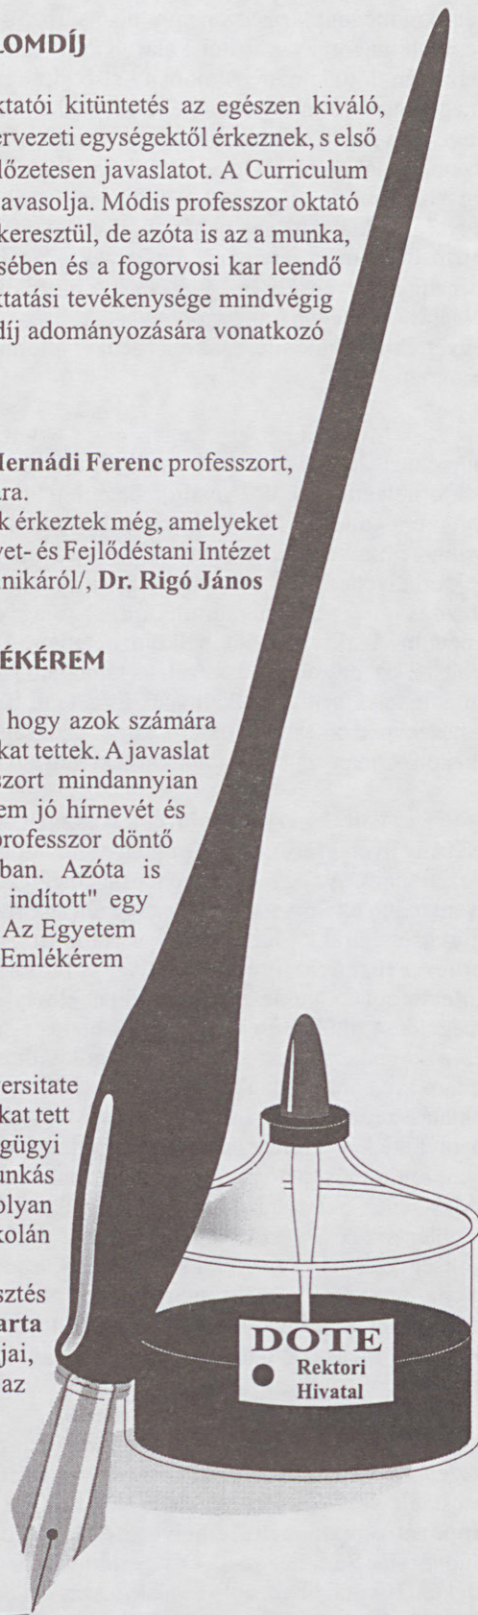 LOMDÍJ
ktatói kitüntetés az egészen kiváló,
ervezeti egységektől érkeznek, s első
lőzetesen javaslatot. A Curriculum
avasolja. Módis professzor oktató
keresztül, de azóta is az a munka,
sében és a fogorvosi kar leendő
ktatási tevékenysége mindvégig
díj adományozására vonatkozó
Hernádi Ferenc professzort,
ra.
k érkeztek még, amelyeket
vet- és Fejlődéstani Intézet
nikáról/, Dr. Rigó János
ÉKÉREM
hogy azok számára
kat tettek. A javaslat
szort mindannyian
em jó hírnevét és
professzor döntő
ban. Azóta is
indított" egy
Az Egyetem
Emlékérem
versitate
kat tett
gügyi
unkás
olyan
kolán
sztés
arta
jai,
az
DOTE
Rektori
Hivatal